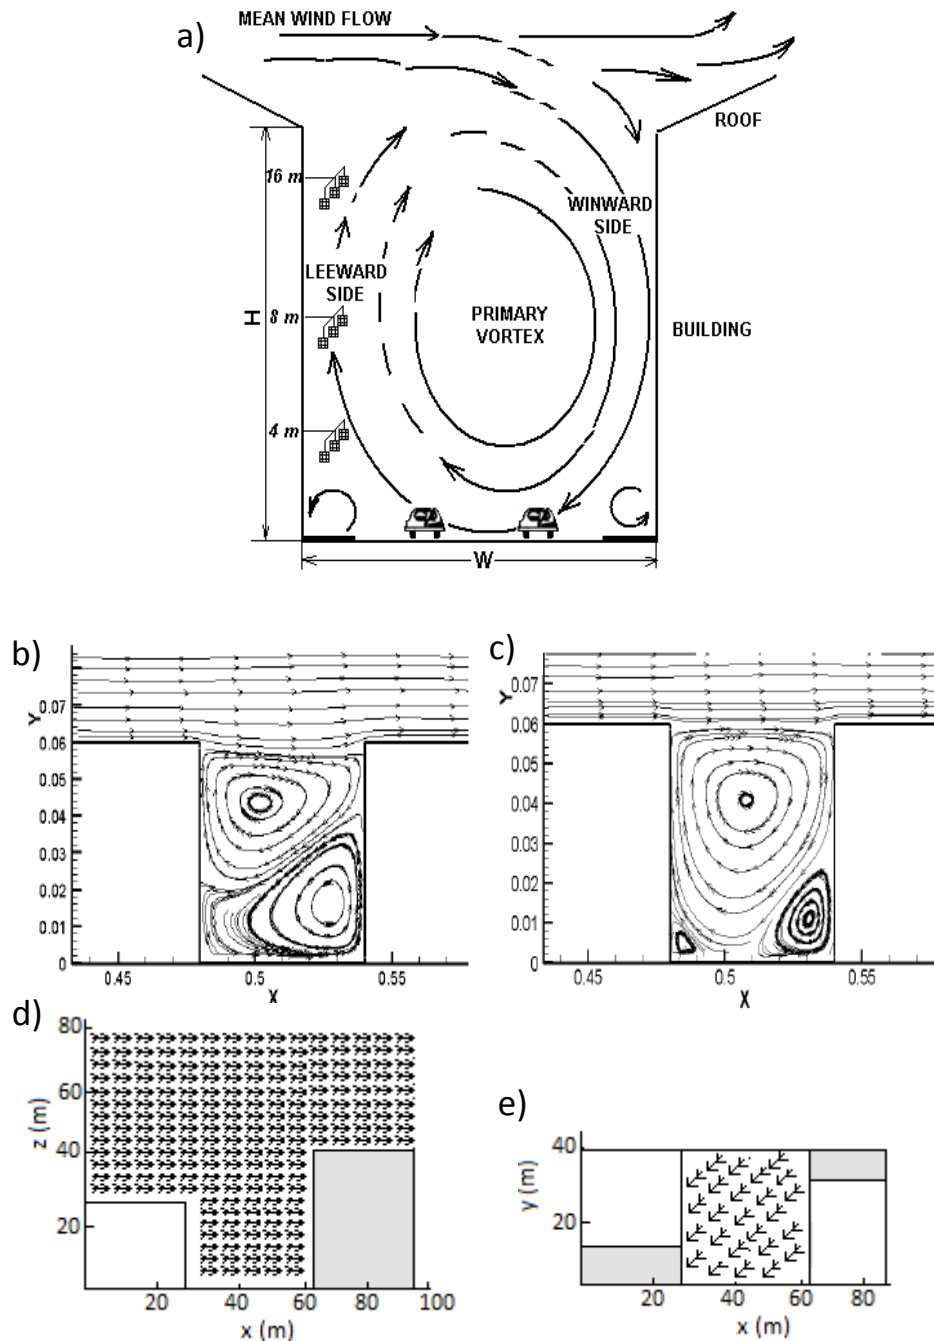 a)
MEAN WIND FLOW
ROOF
16 m
WINWARD
SIDE
LEEWARD
SIDE
H
8 m
PRIMARY
VORTEX
BUILDING
4 m
W
b)
Y
0.07
0.06
0.05
0.04
0.03
0.02
0.01
0
0.45
0.5
0.55
X
c)
Y
0.07
0.06
0.05
0.04
0.03
0.02
0.01
0
0.45
0.5
0.55
X
d)
80
60
40
20
z (m)
20
40
60
80
100
x (m)
e)
40
20
y (m)
20
40
60
80
x (m)